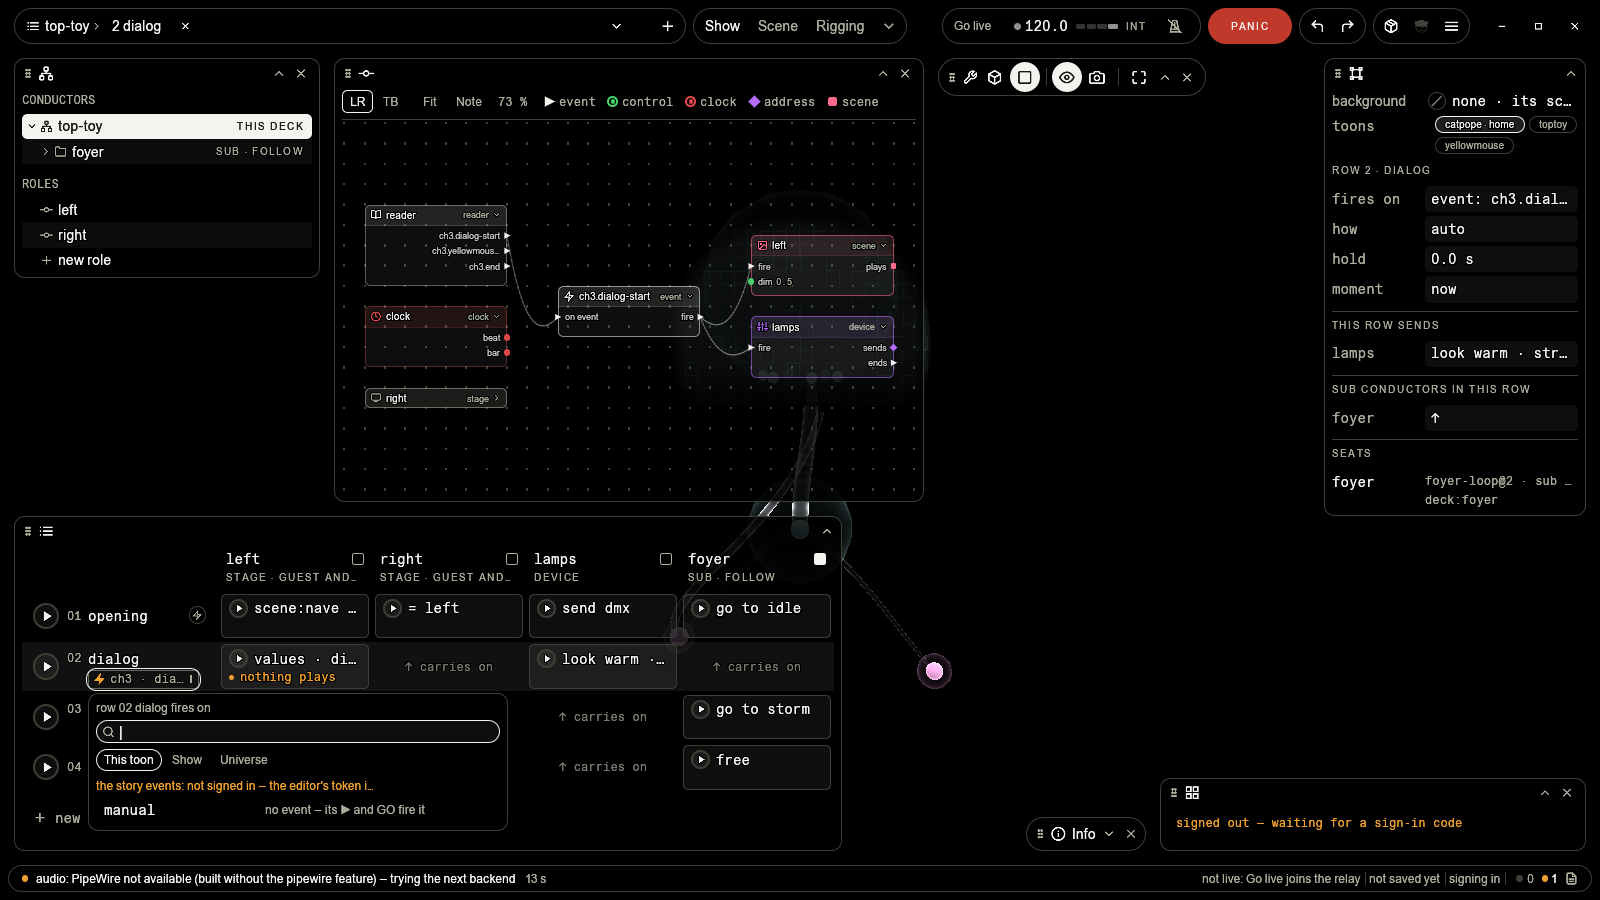 top-toy
2 dialog
Show
Scene
Rigging
Go live
120.0
INT
PANIC
CONDUCTORS
top-toy
THIS DECK
foyer
SUB · FOLLOW
ROLES
left
right
+ new role
LR
TB
Fit
Note
73 %
event
control
clock
address
scene
reader
reader
ch3.dialog-start
ch3.yellowmous...
ch3.end
clock
clock
beat
bar
right
stage
ch3.dialog-start
event
on event
fire
left
scene
fire
plays
dim 0.5
lamps
device
fire
sends
ends
background
none · its sc…
toons
catpope · home
toptoy
yellowmouse
ROW 2 · DIALOG
fires on
event: ch3.dial…
how
auto
hold
0.0 s
moment
now
THIS ROW SENDS
lamps
look warm · str…
SUB CONDUCTORS IN THIS ROW
foyer
↑
SEATS
foyer
foyer-loop@2 · sub …
deck:foyer
left
STAGE · GUEST AND…
right
STAGE · GUEST AND…
lamps
DEVICE
foyer
SUB · FOLLOW
01 opening
scene:nave …
= left
send dmx
go to idle
02 dialog
ch3 · dia…
values · di…
nothing plays
↑ carries on
look warm ·…
↑ carries on
03
↑ carries on
go to storm
04
↑ carries on
free
+ new
row 02 dialog fires on
This toon
Show
Universe
the story events: not signed in – the editor's token i…
manual
no event – its ▶ and GO fire it
Info
signed out – waiting for a sign-in code
audio: PipeWire not available (built without the pipewire feature) – trying the next backend
13 s
not live: Go live joins the relay
not saved yet
signing in
0
1